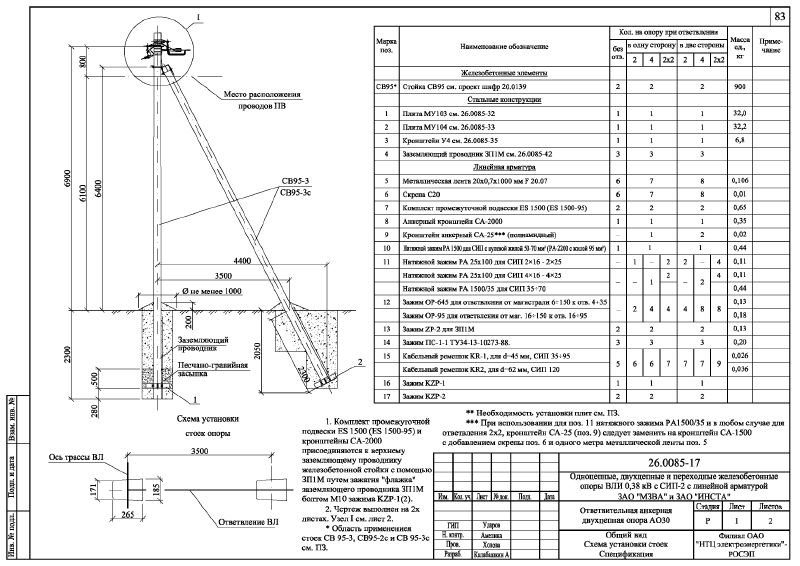 83
1
Место расположения
проводов ПВ
СВ95-3
СВ95-3с
800
6900
6100
6400
4400
3500
Ø не менее 1000
200
Заземляющий
проводник
Песчано-гравийная
засыпка
2300
500
280
2050
2300
1
2
Схема установки
стоек опоры
Ось трассы ВЛ
3500
171
185
265
Ответвление ВЛ
1. Комплект промежуточной
подвески ES 1500 (ES 1500-95) и
кронштейны СА-2000
присоединяются к верхнему
заземляющему проводнику
железобетонной стойки с помощью
ЗП1М путем зажатия "флажка"
заземляющего проводника ЗП1М
болтом М10 зажима KZP-1(2).
2. Чертеж выполнен на 2х
листах. Узел I см. лист 2.
* Область применения
стоек СВ 95-3, СВ95-2с и СВ 95-3с
см. ПЗ.
Марка поз. Наименование обозначение Кол. на опору при ответвления Масса ед., кг Приме-чание
без отв. в одну сторону в две стороны
2 4 2х2 2 4 2х2
Железобетонные элементы
СВ95* Стойка СВ95 см. проект шифр 20.0139 2 2 2 900
Стальные конструкции
1 Плита МУ103 см. 26.0085-32 1 1 1 32,0
2 Плита МУ104 см. 26.0085-33 1 1 1 32,2
3 Кронштейн У4 см. 26.0085-35 1 1 1 6,8
4 Заземляющий проводник ЗП1М см. 26.0085-42 3 3 3
Линейная арматура
5 Металлическая лента 20х0,7х1000 мм F 20.07 6 7 8 0,106
6 Скрепа С20 6 7 8 0,01
7 Комплект промежуточной подвески ES 1500 (ES 1500-95) 2 2 2 0,65
8 Анкерный кронштейн СА-2000 1 1 1 0,35
9 Кронштейн анкерный СА-25*** (полиамидный) – 1 2 0,02
10 Натяжной зажим РА 1500 для СИП с нулевой жилой 50-70 мм² (РА-2200 с жилой 95 мм²) 1 1 1 0,44
11 Натяжной зажим РА 25х100 для СИП 2×16 - 2×25 – 1 – 2 2 – 4 0,11
Натяжной зажим РА 25х100 для СИП 4×16 - 4×25 – – 1 2 – 2 4 0,11
Натяжной зажим РА 1500/35 для СИП 35÷70 0,44
12 Зажим ОР-645 для ответвления от магистрали 6÷150 к отв. 4÷35 – 2 4 4 4 8 8 0,13
Зажим ОР-95 для ответвления от маг. 16÷150 к отв. 16÷95 0,18
13 Зажим ZP-2 для ЗП1М 2 2 2 0,13
14 Зажим ПС-1-1 ТУ34-13-10273-88. 3 3 3 0,20
15 Кабельный ремешок KR-1, для d=45 мм, СИП 35÷95 5 6 6 7 7 7 9 0,026
Кабельный ремешок KR2, для d=62 мм, СИП 120 0,036
16 Зажим KZP-1 1 1 1
17 Зажим KZP-2 2 2 2
** Необходимость установки плит см. ПЗ.
*** При использовании для поз. 11 натяжного зажима РА1500/35 и в любом случае для
ответвления 2х2, кронштейн СА-25 (поз. 9) следует заменить на кронштейн СА-1500
с добавлением скрепы поз. 6 и одного метра металлической ленты поз. 5
26.0085-17
Одноцепные, двухцепные и переходные железобетонные
опоры ВЛИ 0,38 кВ с СИП-2 с линейной арматурой
ЗАО "МЗВА" и ЗАО "ИНСТА"
Изм. Кол. уч. Лист №док. Подп. Дата
ГИП Ударов
Н. контр. Амелина
Пров. Холова
Разраб Калабашкин А
Ответвительная анкерная
двухцепная опора АО30
Стадия Лист Листов
Р 1 2
Общий вид
Схема установки стоек
Спецификация
Филиал ОАО
"НТЦ электроэнергетики"-
РОСЭП
Взам. инв. №
Подп. и дата
Инв. № подл.